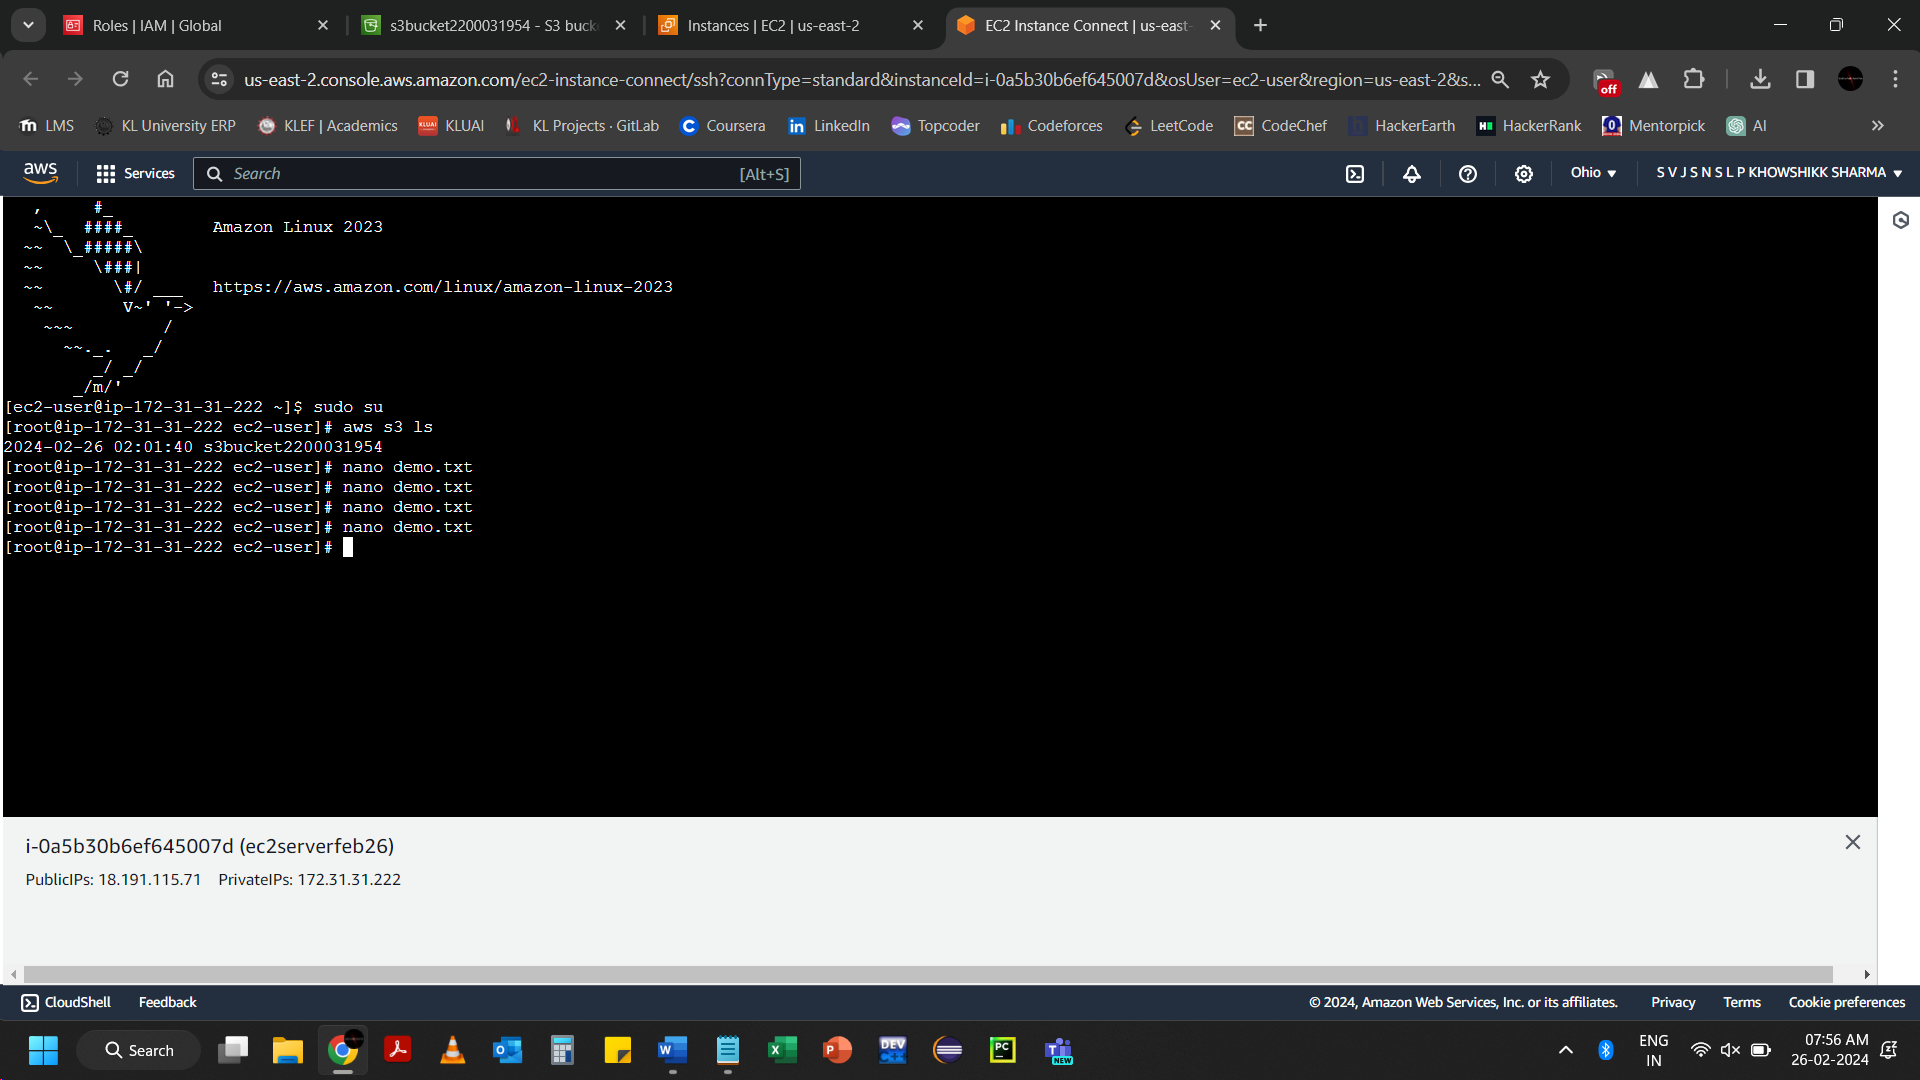 Roles | IAM | Global
s3bucket2200031954 - S3 buck
Instances | EC2 | us-east-2
EC2 Instance Connect | us-east-
us-east-2.console.aws.amazon.com/ec2-instance-connect/ssh?connType=standard&instanceId=i-0a5b30b6ef645007d&osUser=ec2-user&region=us-east-2&s...
off
LMS
KL University ERP
KLEF | Academics
KLUAI
KLUAI
KL Projects · GitLab
Coursera
LinkedIn
Topcoder
Codeforces
LeetCode
CodeChef
HackerEarth
HackerRank
Mentorpick
AI
aws
Services
Search
[Alt+S]
Ohio
S V J S N S L P KHOWSHIKK SHARMA
   ,     #_
   ~\_  ####_        Amazon Linux 2023
  ~~  \_#####\
  ~~     \###|
  ~~       \#/ ___   https://aws.amazon.com/linux/amazon-linux-2023
   ~~       V~' '->
    ~~~         /
      ~~._.   _/
         _/ _/
       _/m/'
[ec2-user@ip-172-31-31-222 ~]$ sudo su
[root@ip-172-31-31-222 ec2-user]# aws s3 ls
2024-02-26 02:01:40 s3bucket2200031954
[root@ip-172-31-31-222 ec2-user]# nano demo.txt
[root@ip-172-31-31-222 ec2-user]# nano demo.txt
[root@ip-172-31-31-222 ec2-user]# nano demo.txt
[root@ip-172-31-31-222 ec2-user]# nano demo.txt
[root@ip-172-31-31-222 ec2-user]#
i-0a5b30b6ef645007d (ec2serverfeb26)
PublicIPs: 18.191.115.71 PrivateIPs: 172.31.31.222
CloudShell
Feedback
© 2024, Amazon Web Services, Inc. or its affiliates.
Privacy
Terms
Cookie preferences
Search
DEV
PC
NEW
ENG
IN
07:56 AM
26-02-2024